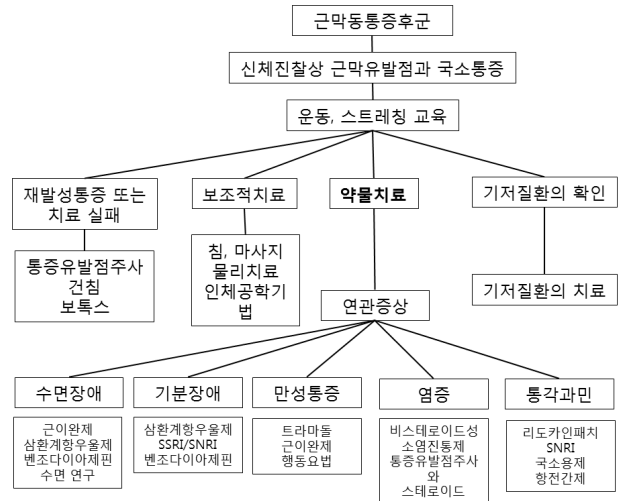 근막동통증후군
신체진찰상 근막유발점과 국소통증
운동, 스트레칭 교육
재발성통증 또는
치료 실패
보조적치료
약물치료
기저질환의 확인
통증유발점주사
건침
보톡스
침, 마사지
물리치료
인체공학기
법
기저질환의 치료
연관증상
수면장애
기분장애
만성통증
염증
통각과민
근이완제
삼환계항우울제
벤조다이아제핀
수면 연구
삼환계항우울제
SSRI/SNRI
벤조다이아제핀
트라마돌
근이완제
행동요법
비스테로이드성
소염진통제
통증유발점주사
와
스테로이드
리도카인패치
SNRI
국소용제
항전간제